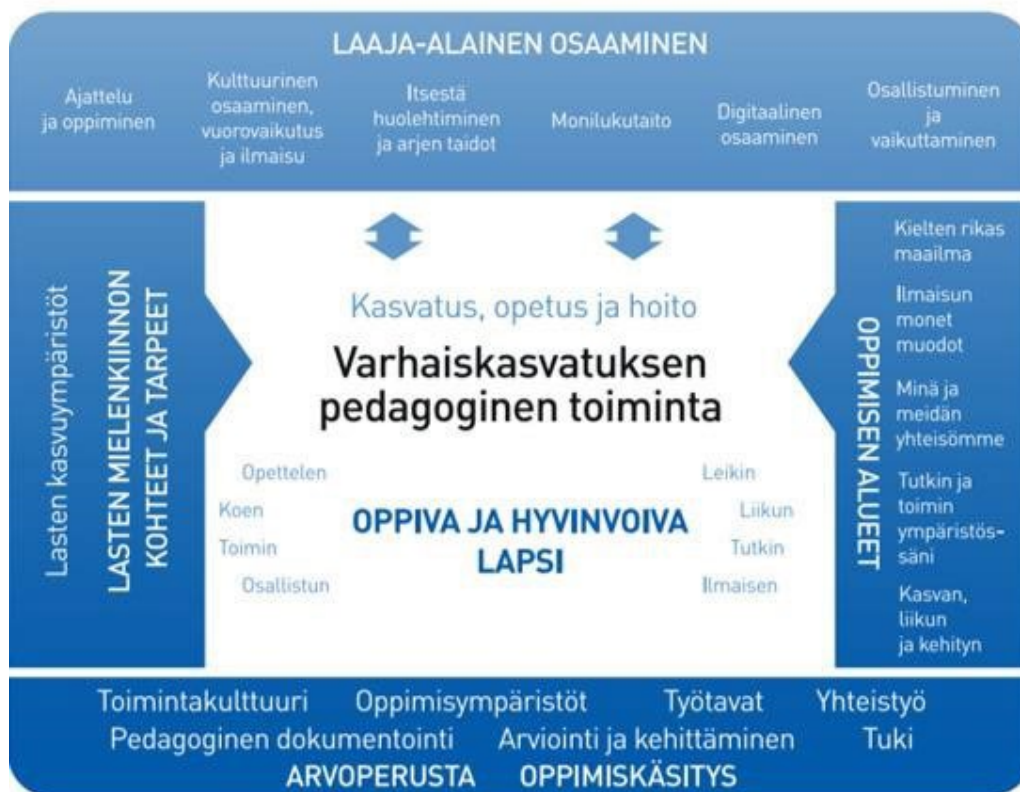 LAAJA-ALAINEN OSAAMINEN
Ajattelu
ja oppiminen
Kulttuurinen
osaaminen,
vuorovaikutus
ja ilmaisu
Itsestä
huolehtiminen
ja arjen taidot
Monilukutaito
Digitaalinen
osaaminen
Osallistuminen
ja
vaikuttaminen
Lasten kasvuympäristöt
LASTEN MIELENKIINNON
KOHTEET JA TARPEET
Kasvatus, opetus ja hoito
Varhaiskasvatuksen
pedagoginen toiminta
Opettelen
Koen
Toimin
Osallistun
OPPIVA JA HYVINVOIVA
LAPSI
Leikin
Liikun
Tutkin
Ilmaisen
OPPIMISEN ALUEET
Kielten rikas
maailma
Ilmaisun
monet
muodot
Minä ja
meidän
yhteisömme
Tutkin ja
toimin
ympäristös-
säni
Kasvan,
liikun
ja kehityn
Toimintakulttuuri Oppimisympäristöt Työtavat Yhteistyö
Pedagoginen dokumentointi Arviointi ja kehittäminen Tuki
ARVOPERUSTA OPPIMISKÄSITYS